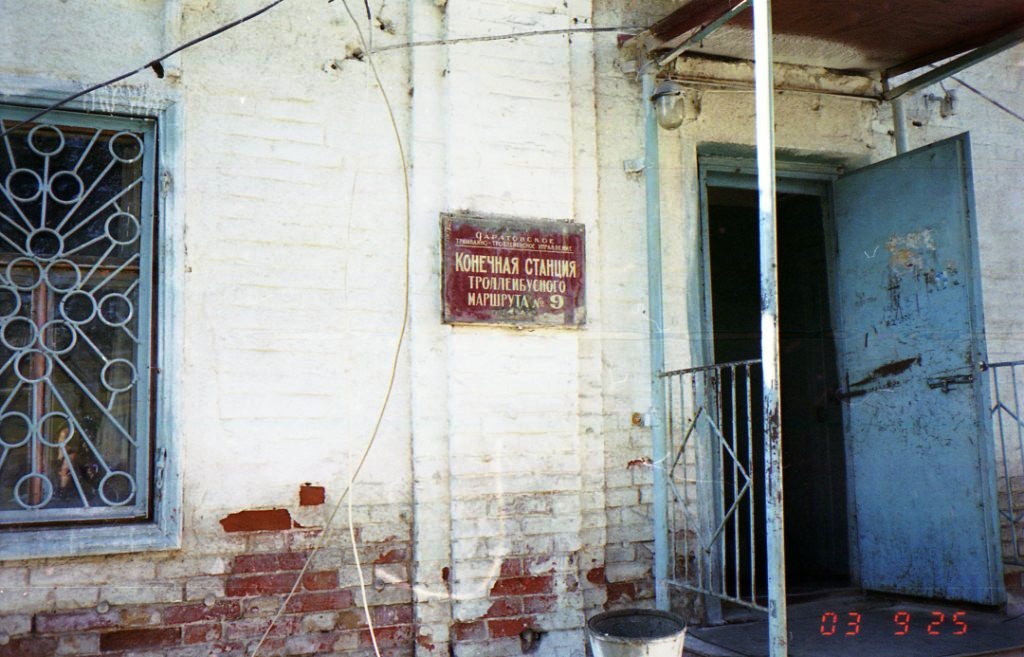 САРАТОВСКОЕ
ТРАМВАЙНО-ТРОЛЛЕЙБУСНОЕ УПРАВЛЕНИЕ
КОНЕЧНАЯ СТАНЦИЯ
ТРОЛЛЕЙБУСНОГО
МАРШРУТА № 9
03 9 25